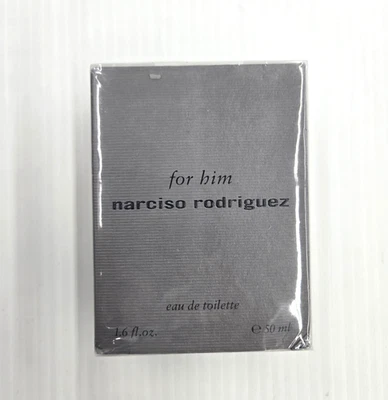 for him
narciso rodriguez
eau de toilette
1.6 fl.oz. ℮ 50 ml